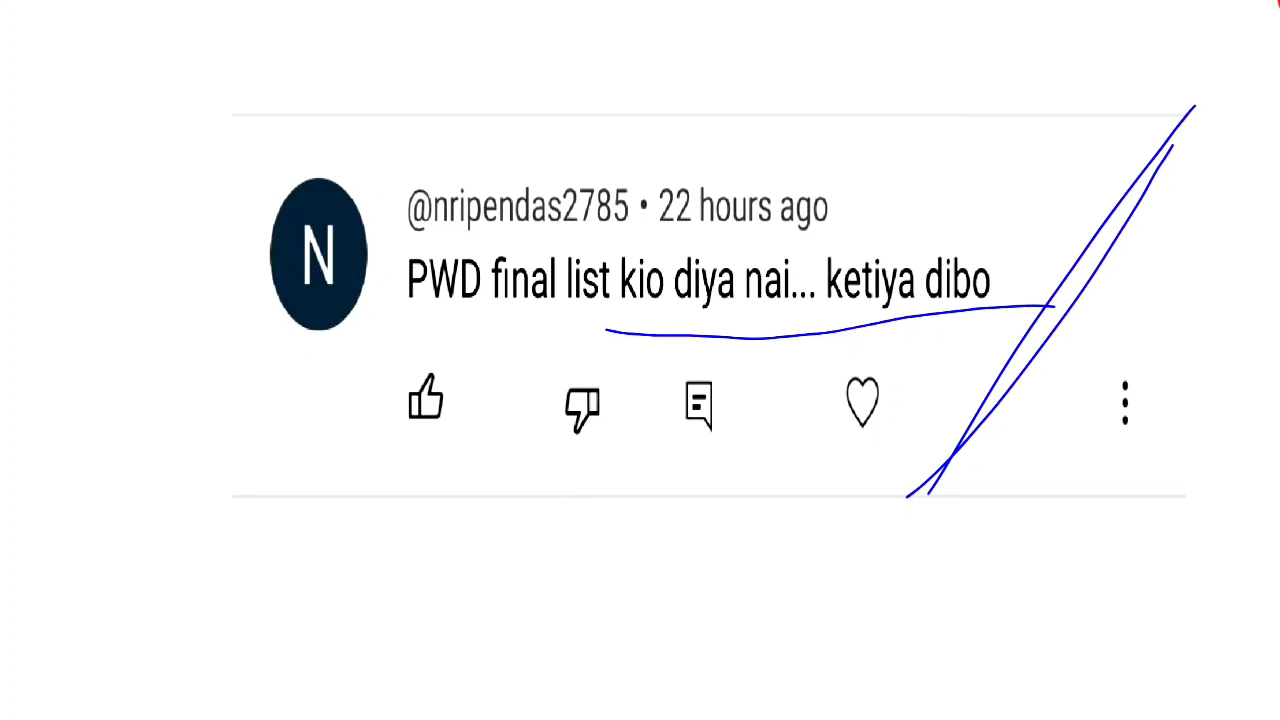 N
@nripendas2785 • 22 hours ago
PWD final list kio diya nai... ketiya dibo